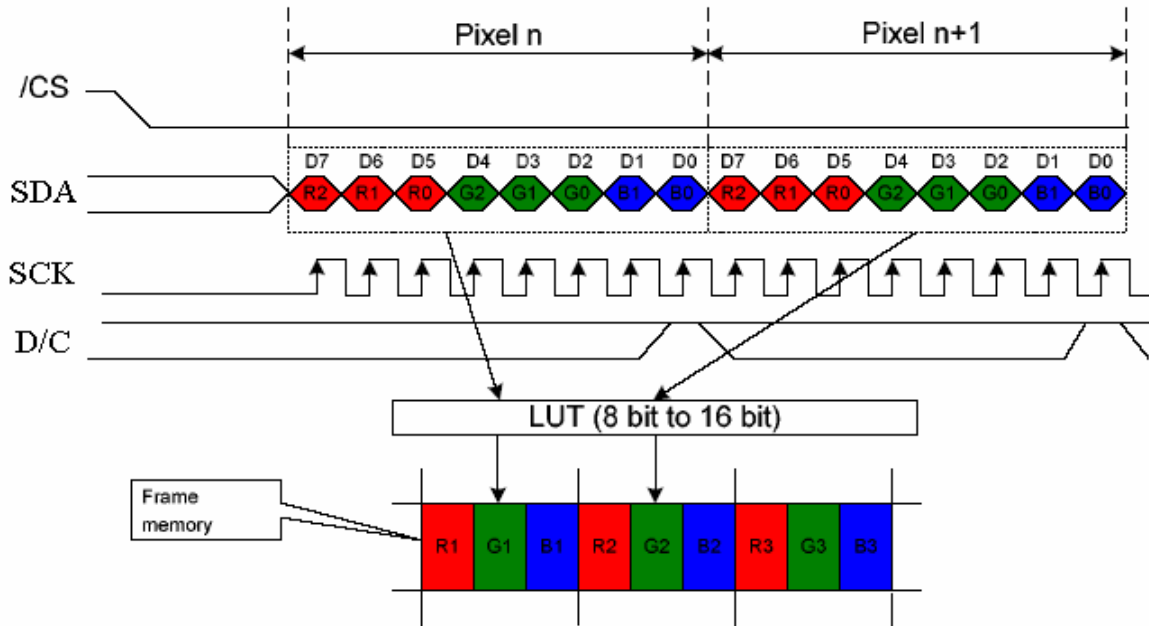 Pixel n Pixel n+1
/CS
D7 D6 D5 D4 D3 D2 D1 D0 D7 D6 D5 D4 D3 D2 D1 D0
SDA R2 R1 R0 G2 G1 G0 B1 B0 R2 R1 R0 G2 G1 G0 B1 B0
SCK
D/C
LUT (8 bit to 16 bit)
Frame
memory
R1 G1 B1 R2 G2 B2 R3 G3 B3